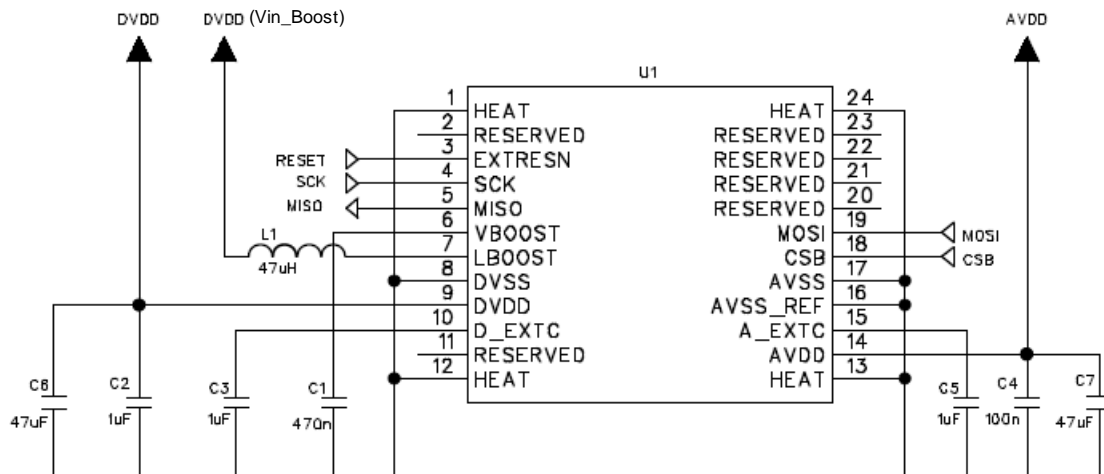 DVDD DVDD (Vin_Boost) AVDD
U1
1 HEAT HEAT 24
2 RESERVED RESERVED 23
RESET 3 EXTRESN RESERVED 22
SCK 4 SCK RESERVED 21
MISO 5 MISO RESERVED 20
6 VBOOST MOSI 19 MOSI
L1 47uH 7 LBOOST CSB 18 CSB
8 DVSS AVSS 17
9 DVDD AVSS_REF 16
10 D_EXTC A_EXTC 15
11 RESERVED AVDD 14
12 HEAT HEAT 13
C6 C2 C3 C1 C5 C4 C7
47uF 1uF 1uF 470n 1uF 100n 47uF